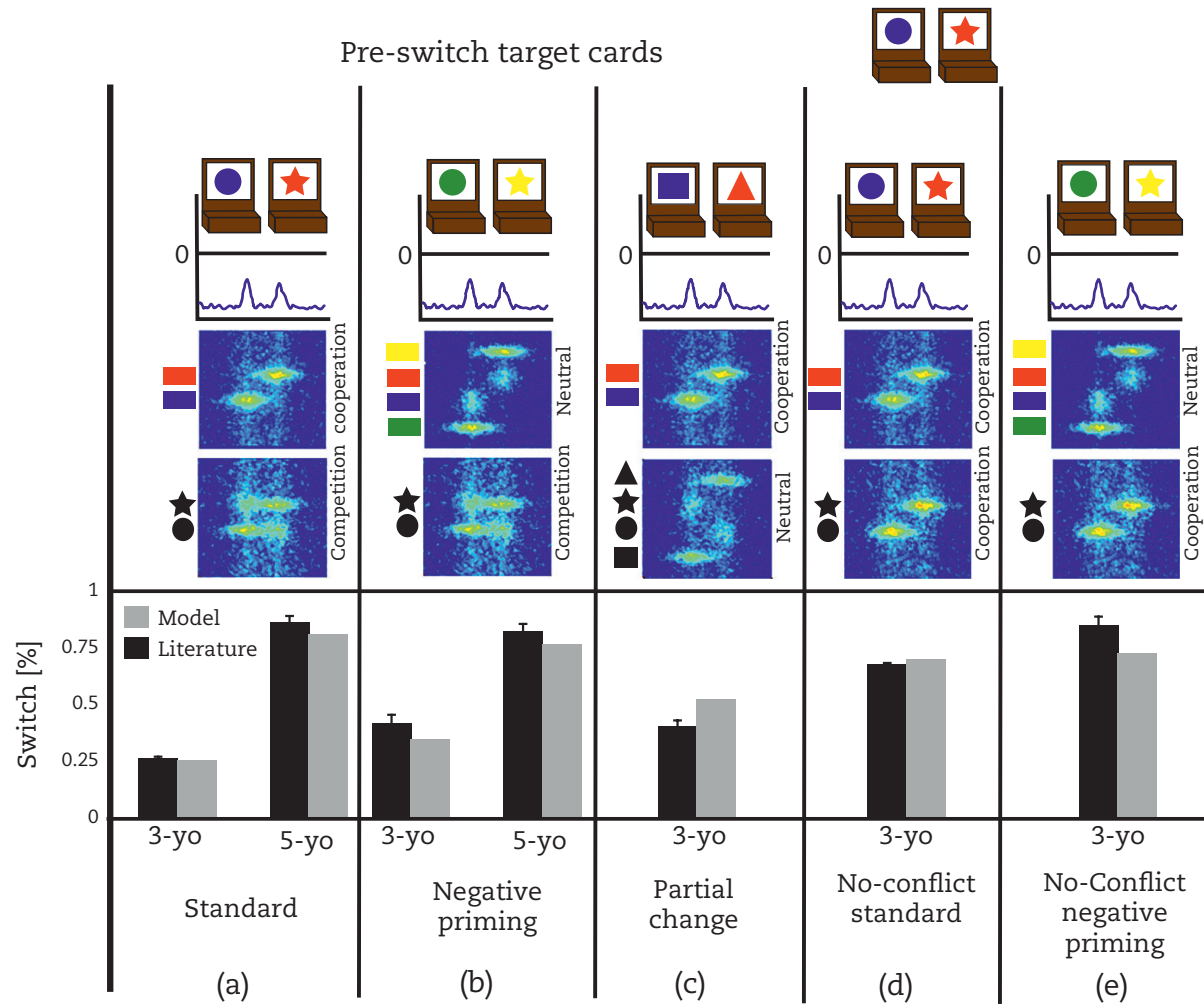 Pre-switch target cards
0
0
0
0
0
cooperation
Neutral
Cooperation
Cooperation
Neutral
Competition
Competition
Neutral
Cooperation
Cooperation
Switch [%]
1
0.75
0.5
0.25
0
Model
Literature
3-yo
5-yo
3-yo
5-yo
3-yo
3-yo
3-yo
Standard
Negative
priming
Partial
change
No-conflict
standard
No-Conflict
negative
priming
(a)
(b)
(c)
(d)
(e)